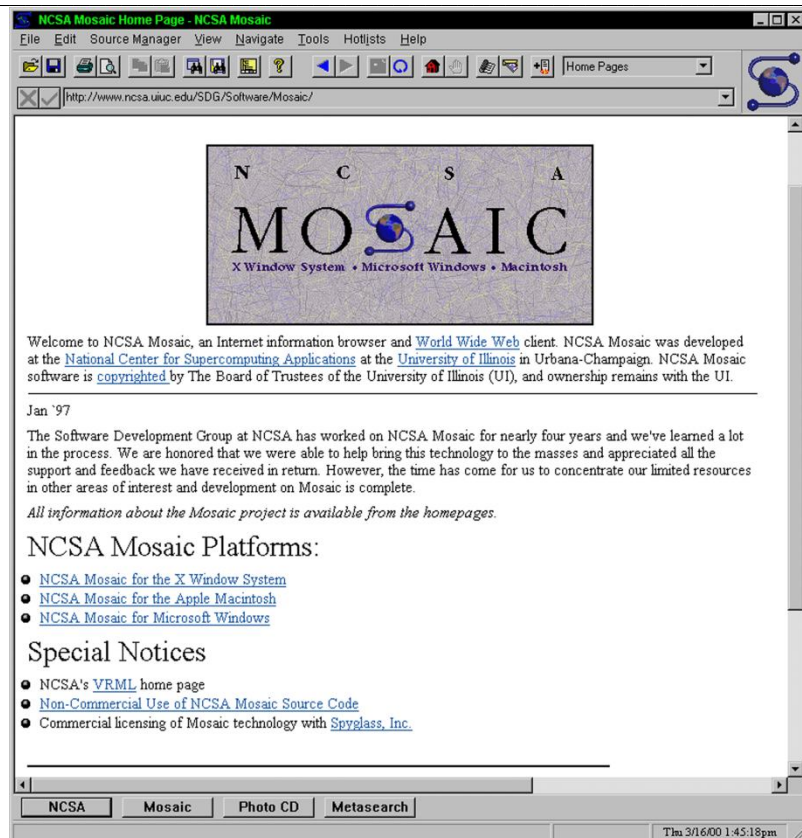 NCSA Mosaic Home Page - NCSA Mosaic
File Edit Source Manager View Navigate Tools Hotlists Help
Home Pages
http://www.ncsa.uiuc.edu/SDG/Software/Mosaic/
N C S A
MOSAIC
X Window System • Microsoft Windows • Macintosh
Welcome to NCSA Mosaic, an Internet information browser and World Wide Web client. NCSA Mosaic was developed
at the National Center for Supercomputing Applications at the University of Illinois in Urbana-Champaign. NCSA Mosaic
software is copyrighted by The Board of Trustees of the University of Illinois (UI), and ownership remains with the UI.
Jan `97
The Software Development Group at NCSA has worked on NCSA Mosaic for nearly four years and we've learned a lot
in the process. We are honored that we were able to help bring this technology to the masses and appreciated all the
support and feedback we have received in return. However, the time has come for us to concentrate our limited resources
in other areas of interest and development on Mosaic is complete.
All information about the Mosaic project is available from the homepages.
NCSA Mosaic Platforms:
NCSA Mosaic for the X Window System
NCSA Mosaic for the Apple Macintosh
NCSA Mosaic for Microsoft Windows
Special Notices
NCSA's VRML home page
Non-Commercial Use of NCSA Mosaic Source Code
Commercial licensing of Mosaic technology with Spyglass, Inc.
NCSA Mosaic Photo CD Metasearch
Thu 3/16/00 1:45:18pm